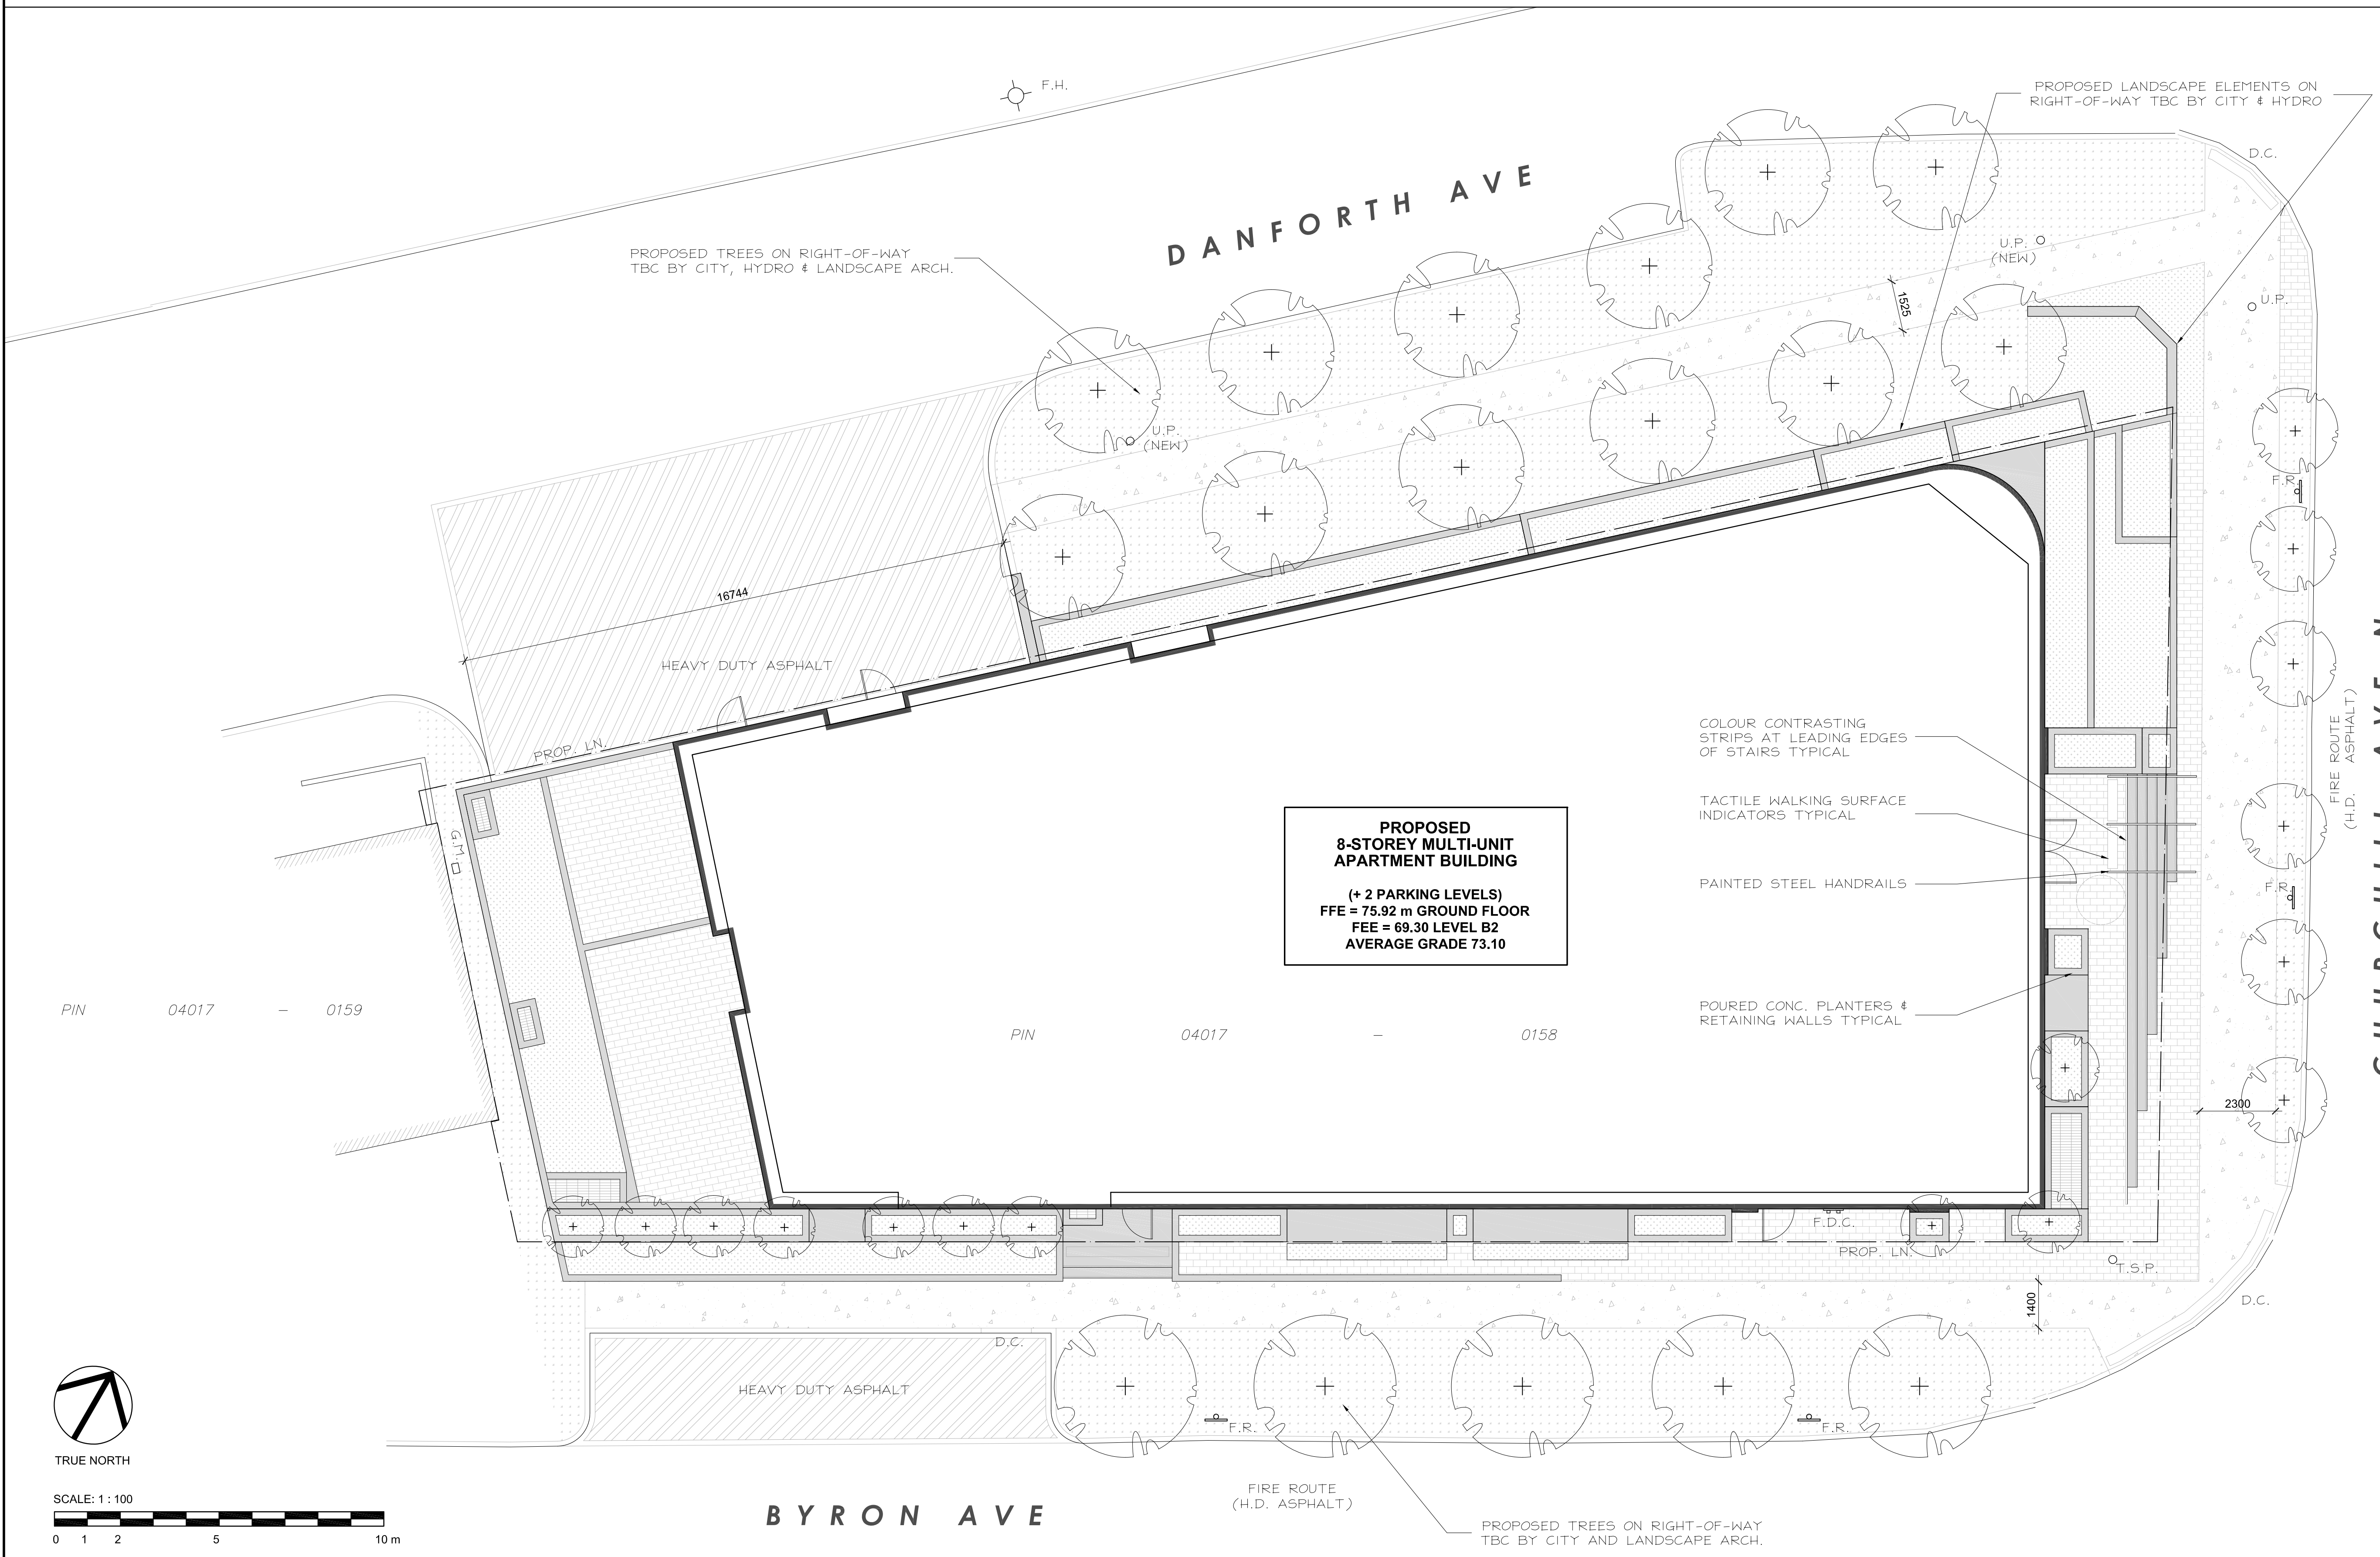 F.H.
PROPOSED LANDSCAPE ELEMENTS ON
RIGHT-OF-WAY TBC BY CITY & HYDRO
D.C.
DANFORTH AVE
PROPOSED TREES ON RIGHT-OF-WAY
TBC BY CITY, HYDRO & LANDSCAPE ARCH.
U.P.
(NEW)
1525
U.P.
U.P.
(NEW)
F.R.
16744
HEAVY DUTY ASPHALT
PROP. LN.
G.M.
COLOUR CONTRASTING
STRIPS AT LEADING EDGES
OF STAIRS TYPICAL
TACTILE WALKING SURFACE
INDICATORS TYPICAL
PAINTED STEEL HANDRAILS
POURED CONC. PLANTERS &
RETAINING WALLS TYPICAL
FIRE ROUTE
(H.D. ASPHALT)
F.R.
PROPOSED
8-STOREY MULTI-UNIT
APARTMENT BUILDING
(+ 2 PARKING LEVELS)
FFE = 75.92 m GROUND FLOOR
FEE = 69.30 LEVEL B2
AVERAGE GRADE 73.10
PIN 04017 - 0159
PIN 04017 - 0158
2300
F.D.C.
PROP. LN.
T.S.P.
1400
D.C.
D.C.
HEAVY DUTY ASPHALT
F.R.
F.R.
TRUE NORTH
SCALE: 1 : 100
0 1 2 5 10 m
BYRON AVE
FIRE ROUTE
(H.D. ASPHALT)
PROPOSED TREES ON RIGHT-OF-WAY
TBC BY CITY AND LANDSCAPE ARCH.